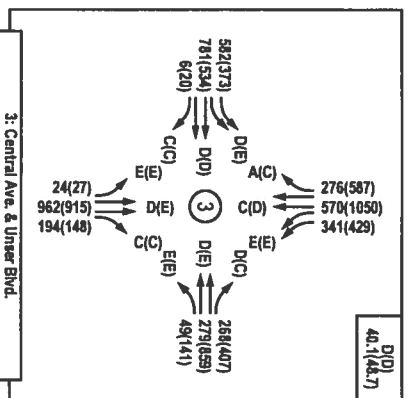 3: Central Ave. & Unser Blvd.
D(D)
40.1(48.7)
582(373)
781(534)
6(20)
D(E)
D(D)
C(C)
276(587)
570(1050)
341(429)
A(C)
C(D)
E(E)
3
24(27)
962(915)
194(148)
E(E)
D(E)
C(C)
268(407)
279(859)
49(141)
D(C)
D(E)
E(E)